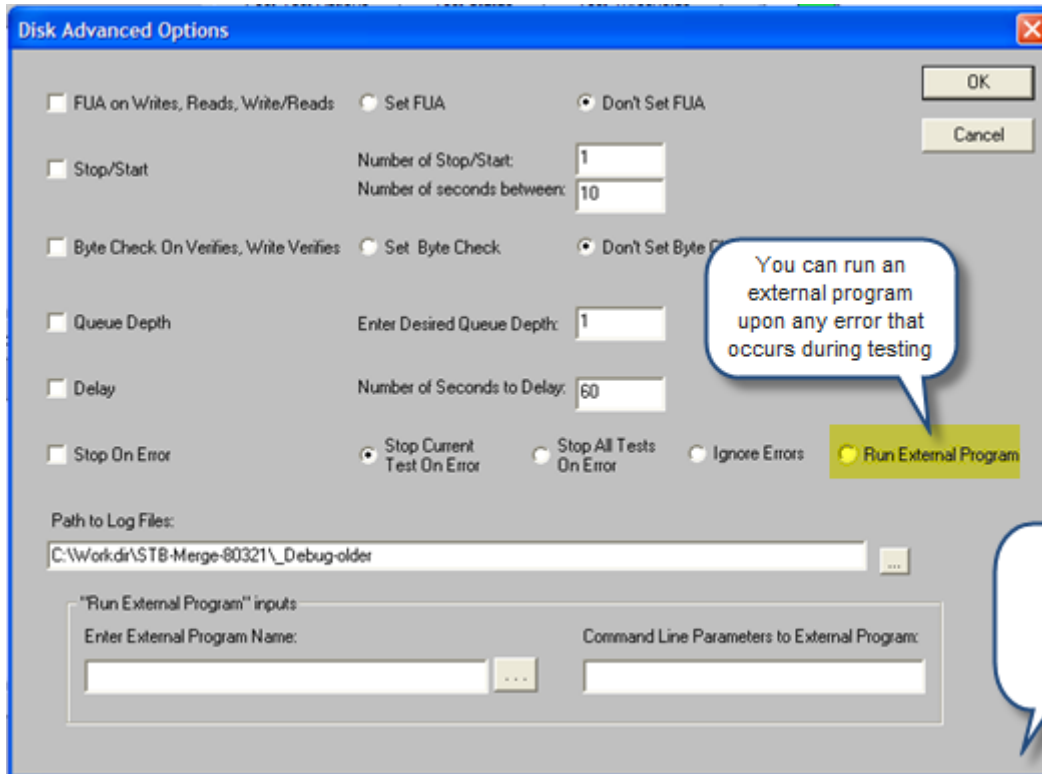 Disk Advanced Options
OK
Cancel
FUA on Writes, Reads, Write/Reads Set FUA Don't Set FUA
Stop/Start
Number of Stop/Start: 1
Number of seconds between: 10
Byte Check On Verifies, Write Verifies Set Byte Check Don't Set Byte
You can run an
external program
upon any error that
occurs during testing
Queue Depth Enter Desired Queue Depth: 1
Delay Number of Seconds to Delay: 60
Stop On Error
Stop Current
Test On Error
Stop All Tests
On Error
Ignore Errors
Run External Program
Path to Log Files:
C:\Workdir\STB-Merge-80321\_Debug-older
...
"Run External Program" inputs
Enter External Program Name: Command Line Parameters to External Program:
...